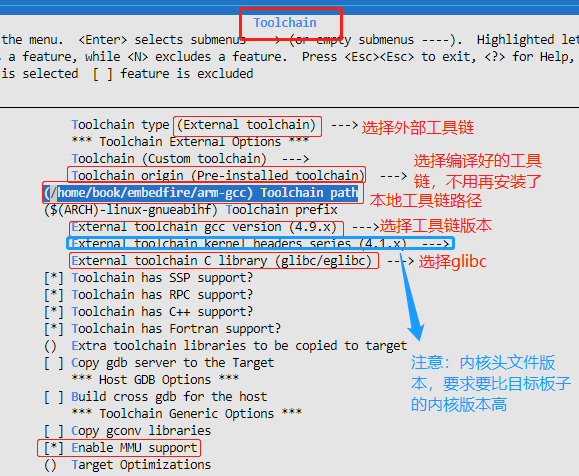 Toolchain
the menu.  <Enter> selects submenus ---> (or empty submenus ----).  Highlighted let
s a feature, while <N> excludes a feature.  Press <Esc><Esc> to exit, <?> for Help,
is selected  [ ] feature is excluded
Toolchain type (External toolchain)  ---> 选择外部工具链
*** Toolchain External Options ***
Toolchain (Custom toolchain)  --->
Toolchain origin (Pre-installed toolchain)  ---> 选择编译好的工具链，不用再安装了
(/home/book/embedfire/arm-gcc) Toolchain path 本地工具链路径
($(ARCH)-linux-gnueabihf) Toolchain prefix
External toolchain gcc version (4.9.x)  ---> 选择工具链版本
External toolchain kernel headers series (4.1.x)  --->
External toolchain C library (glibc/eglibc)  ---> 选择glibc
[*] Toolchain has SSP support?
[*] Toolchain has RPC support?
[*] Toolchain has C++ support?
[*] Toolchain has Fortran support?
()  Extra toolchain libraries to be copied to target
[ ] Copy gdb server to the Target
*** Host GDB Options ***
[ ] Build cross gdb for the host
*** Toolchain Generic Options ***
[ ] Copy gconv libraries
[*] Enable MMU support
()  Target Optimizations
注意：内核头文件版
本，要求要比目标板子
的内核版本高